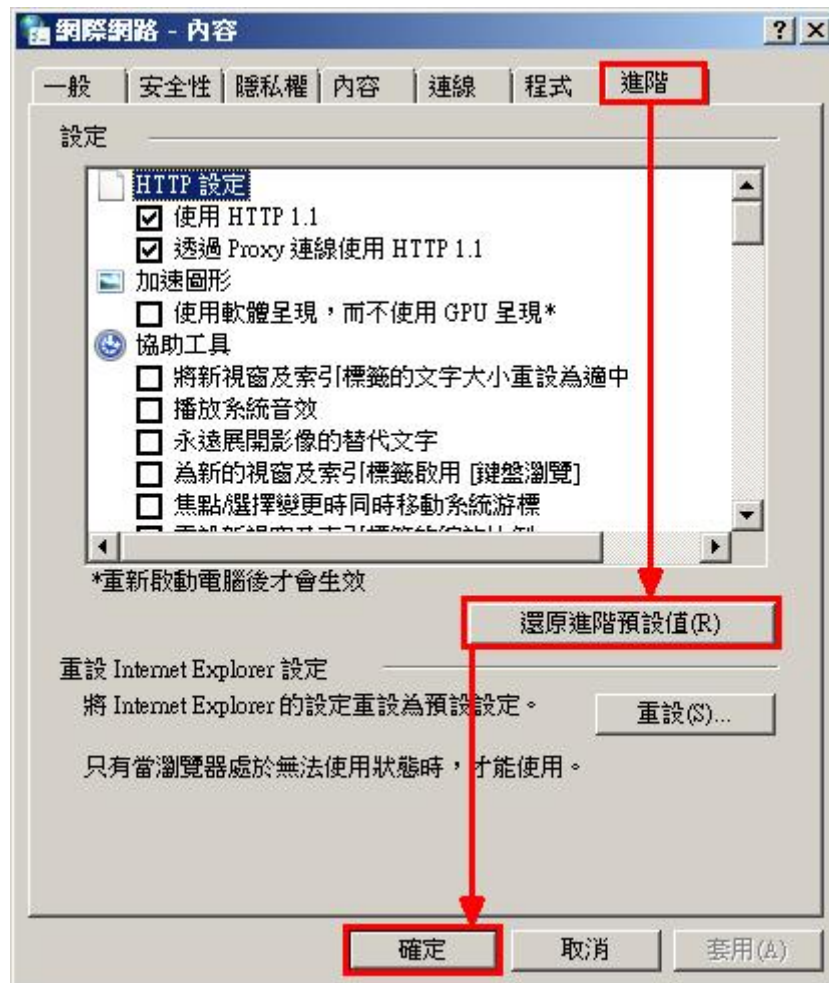 網際網路 - 內容
一般 安全性 隱私權 內容 連線 程式 進階
設定
HTTP 設定
使用 HTTP 1.1
透過 Proxy 連線使用 HTTP 1.1
加速圖形
使用軟體呈現，而不使用 GPU 呈現*
協助工具
將新視窗及索引標籤的文字大小重設為適中
播放系統音效
永遠展開影像的替代文字
為新的視窗及索引標籤啟用 [鍵盤瀏覽]
焦點/選擇變更時同時移動系統游標
*重新啟動電腦後才會生效
還原進階預設值(R)
重設 Internet Explorer 設定
將 Internet Explorer 的設定重設為預設設定。
重設(S)...
只有當瀏覽器處於無法使用狀態時，才能使用。
確定 取消 套用(A)